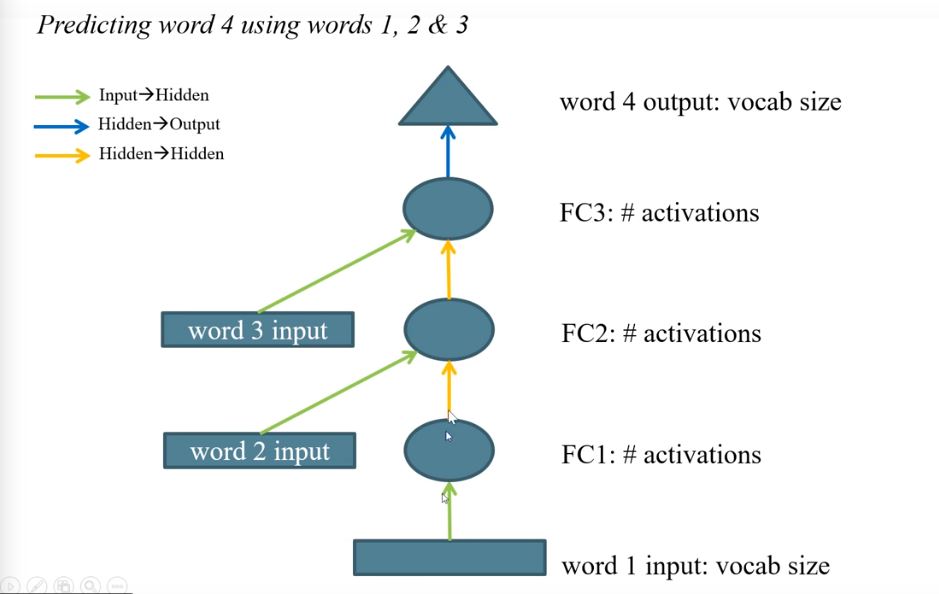 Predicting word 4 using words 1, 2 & 3
Input→Hidden
Hidden→Output
Hidden→Hidden
word 4 output: vocab size
FC3: # activations
word 3 input
FC2: # activations
word 2 input
FC1: # activations
word 1 input: vocab size